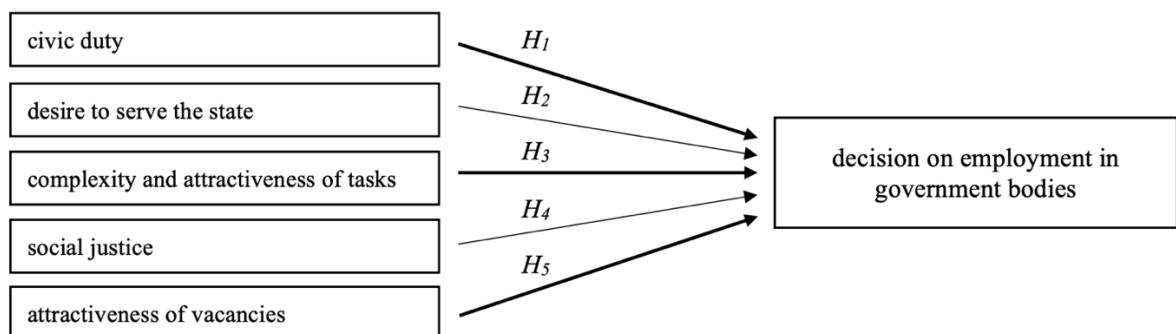 civic duty
H1
desire to serve the state
H2
complexity and attractiveness of tasks
H3
social justice
H4
attractiveness of vacancies
H5
decision on employment in
government bodies